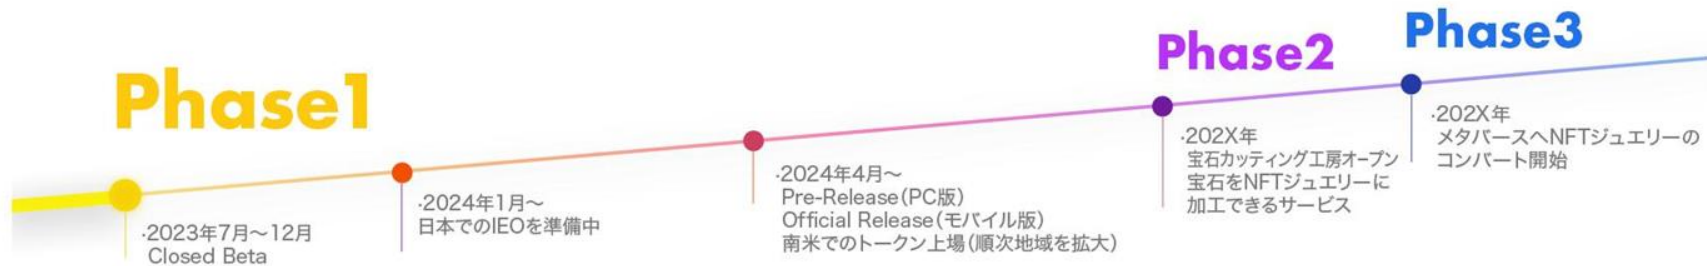 Phase1
·2023年7月〜12月
Closed Beta
·2024年1月〜
日本でのIEOを準備中
·2024年4月〜
Pre-Release(PC版)
Official Release(モバイル版)
南米でのトークン上場(順次地域を拡大)
Phase2
·202X年
宝石カッティング工房オープン
宝石をNFTジュエリーに
加工できるサービス
Phase3
·202X年
メタバースへNFTジュエリーの
コンバート開始